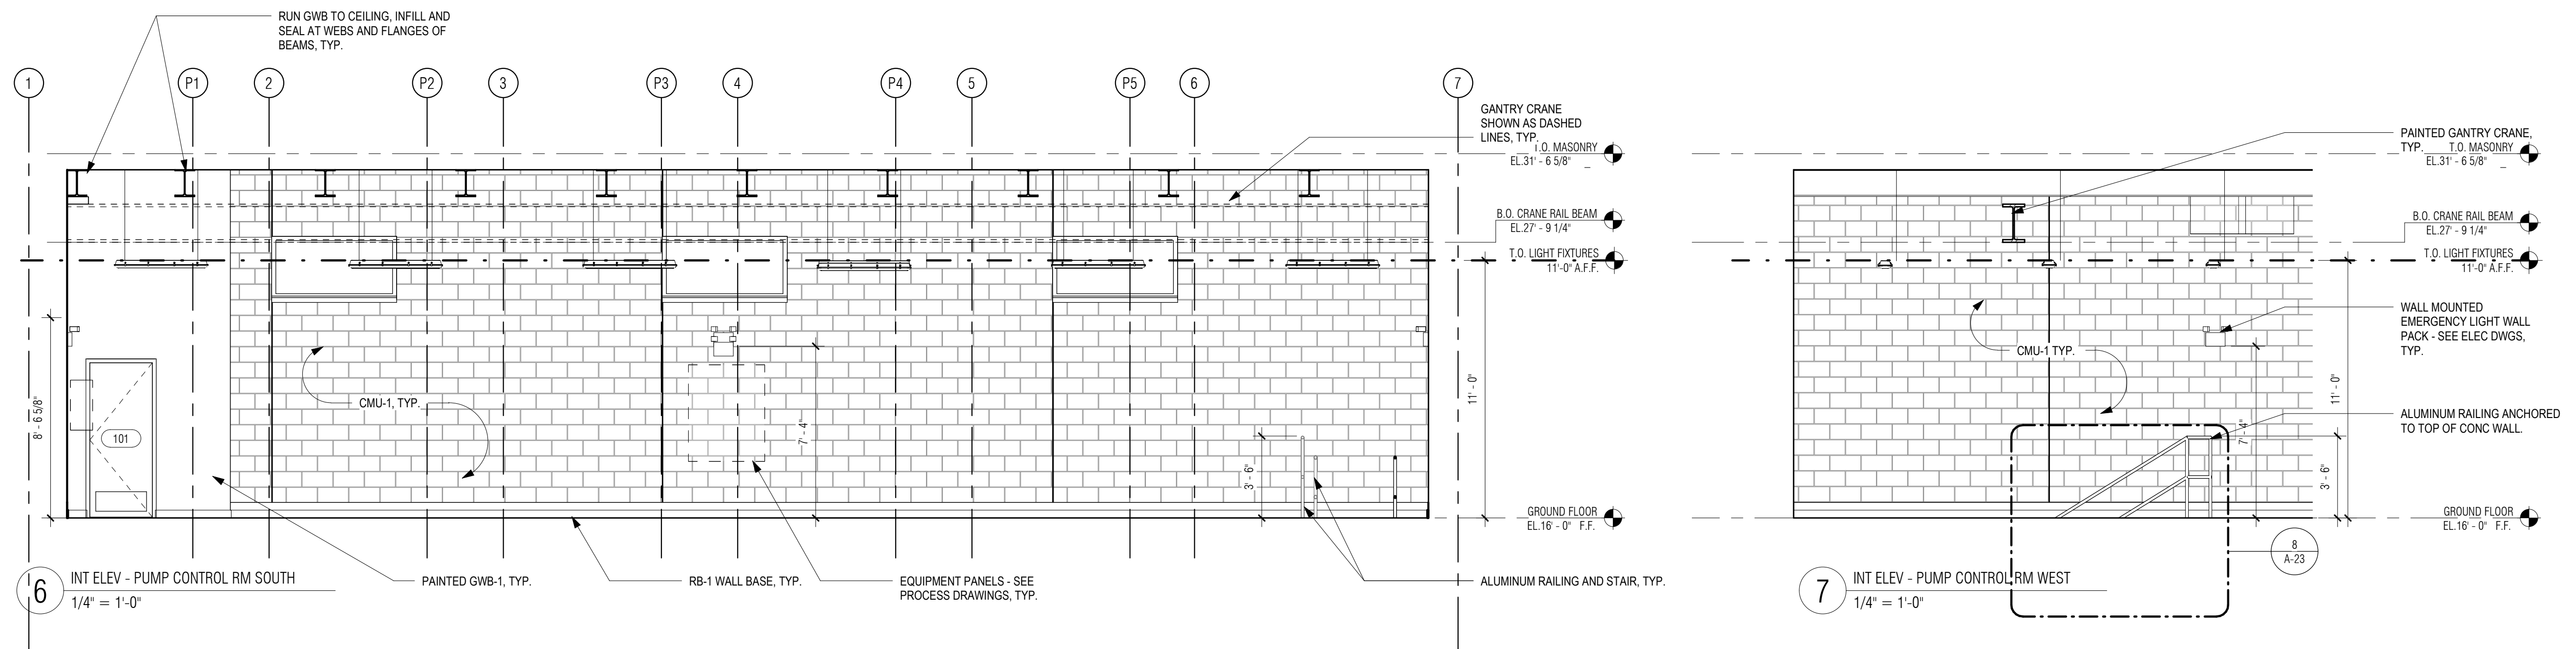 RUN GWB TO CEILING, INFILL AND
SEAL AT WEBS AND FLANGES OF
BEAMS, TYP.
1
P1
2
P2
3
P3
4
P4
5
P5
6
7
GANTRY CRANE
SHOWN AS DASHED
LINES, TYP.
T.O. MASONRY
EL.31' - 6 5/8"
B.O. CRANE RAIL BEAM
EL.27' - 9 1/4"
T.O. LIGHT FIXTURES
11'-0" A.F.F.
8' - 6 5/8"
101
CMU-1, TYP.
7' - 4"
3' - 6"
11' - 0"
GROUND FLOOR
EL.16' - 0" F.F.
6
INT ELEV - PUMP CONTROL RM SOUTH
1/4" = 1'-0"
PAINTED GWB-1, TYP.
RB-1 WALL BASE, TYP.
EQUIPMENT PANELS - SEE
PROCESS DRAWINGS, TYP.
ALUMINUM RAILING AND STAIR, TYP.
PAINTED GANTRY CRANE,
TYP.
T.O. MASONRY
EL.31' - 6 5/8"
B.O. CRANE RAIL BEAM
EL.27' - 9 1/4"
T.O. LIGHT FIXTURES
11'-0" A.F.F.
WALL MOUNTED
EMERGENCY LIGHT WALL
PACK - SEE ELEC DWGS,
TYP.
CMU-1 TYP.
11' - 0"
7' - 4"
3' - 6"
ALUMINUM RAILING ANCHORED
TO TOP OF CONC WALL.
GROUND FLOOR
EL.16' - 0" F.F.
8
A-23
7
INT ELEV - PUMP CONTROL RM WEST
1/4" = 1'-0"